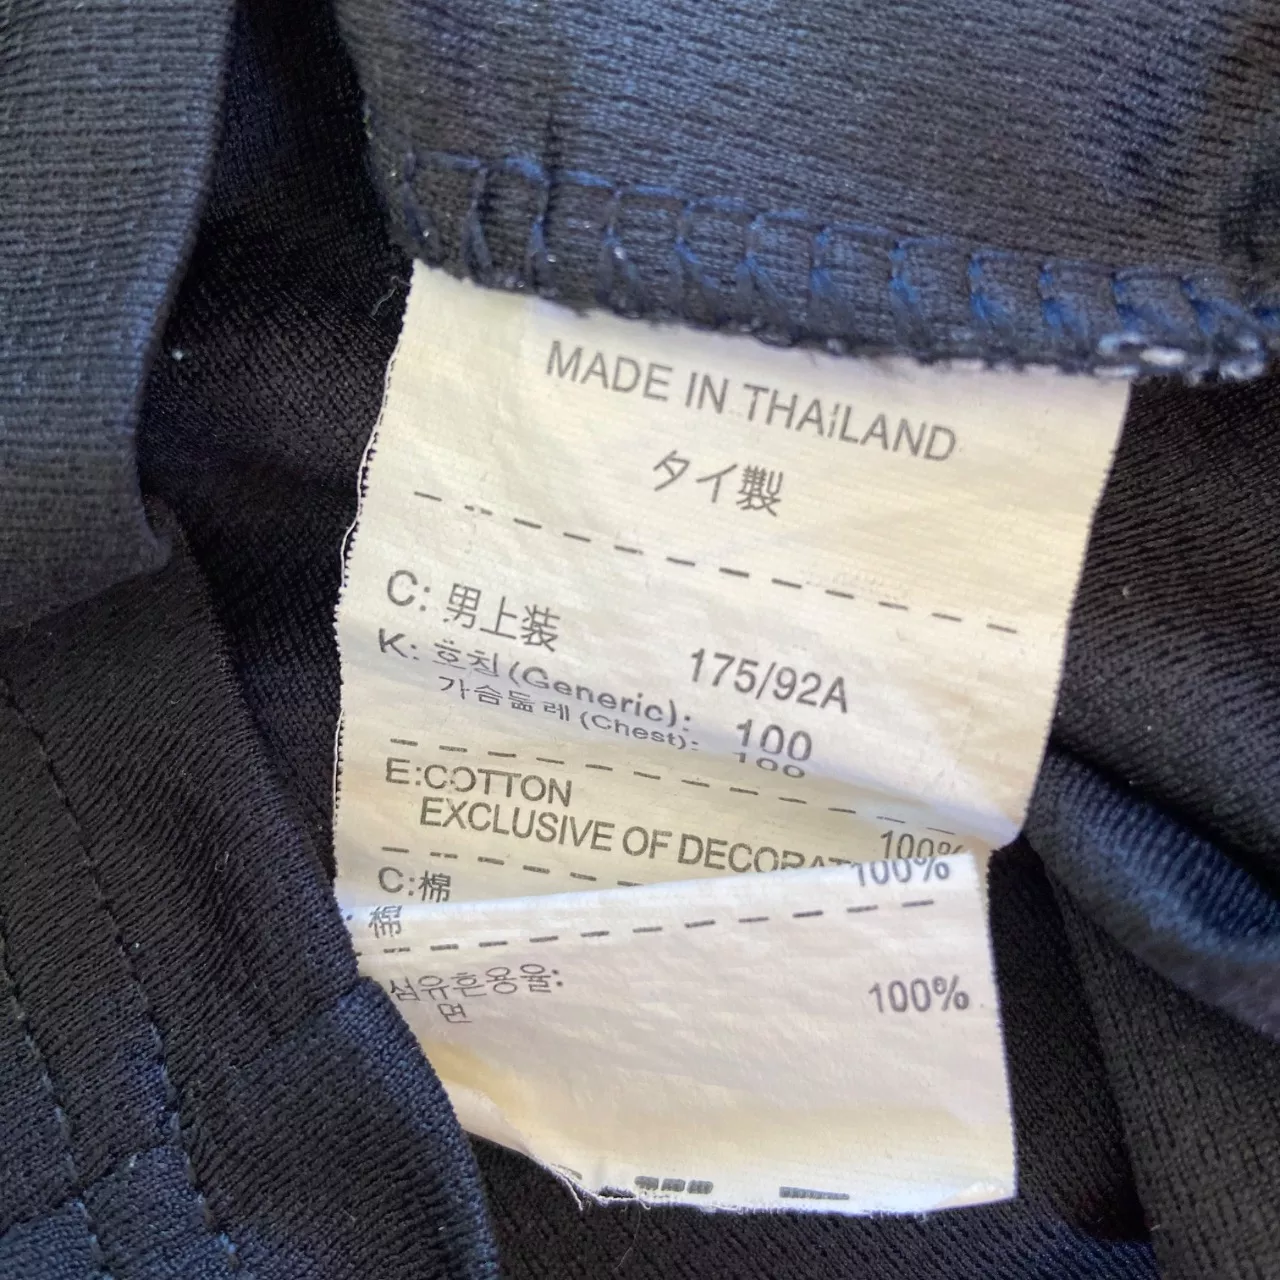 MADE IN THAiLAND
タイ製
C: 男上装 175/92A
K: 호칭 (Generic): 100
가슴둘레 (Chest): 100
E:COTTON 100%
EXCLUSIVE OF DECORAT
C:棉 100%
: 棉
섬유혼용율:
면 100%